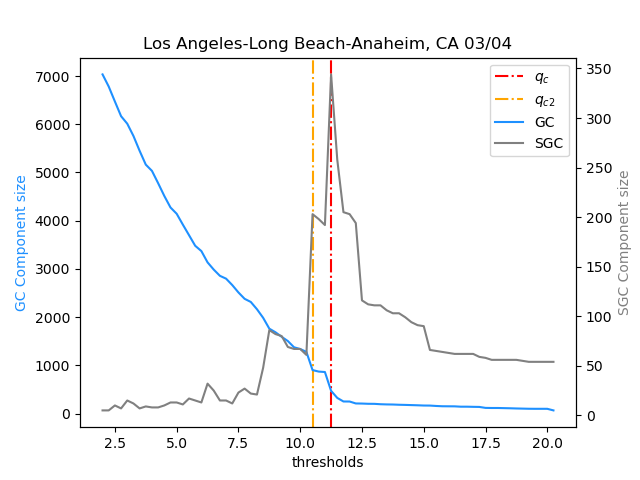 Los Angeles-Long Beach-Anaheim, CA 03/04
7000
6000
5000
4000
3000
2000
1000
0
GC Component size
350
300
250
200
150
100
50
0
SGC Component size
q_c
q_{c2}
GC
SGC
2.5 5.0 7.5 10.0 12.5 15.0 17.5 20.0
thresholds